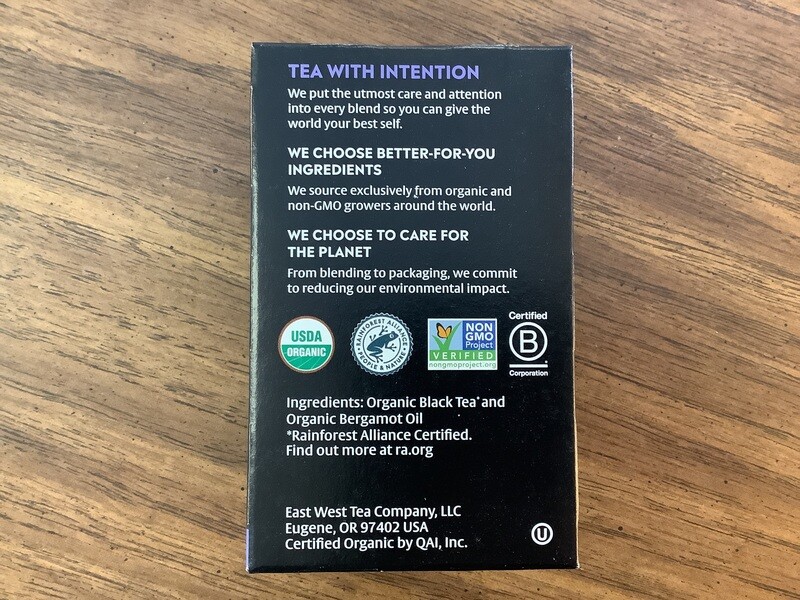 TEA WITH INTENTION
We put the utmost care and attention
into every blend so you can give the
world your best self.
WE CHOOSE BETTER-FOR-YOU
INGREDIENTS
We source exclusively from organic and
non-GMO growers around the world.
WE CHOOSE TO CARE FOR
THE PLANET
From blending to packaging, we commit
to reducing our environmental impact.
USDA
ORGANIC
RAINFOREST ALLIANCE
PEOPLE & NATURE
NON
GMO
Project
VERIFIED
nongmoproject.org
Certified
B
Corporation
Ingredients: Organic Black Tea* and
Organic Bergamot Oil
*Rainforest Alliance Certified.
Find out more at ra.org
East West Tea Company, LLC
Eugene, OR 97402 USA
Certified Organic by QAI, Inc.
U